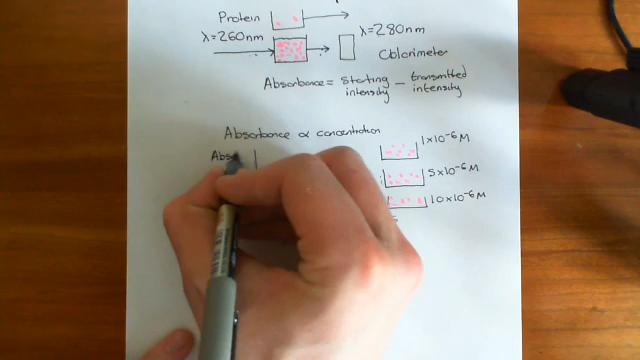 Protein
λ=260nm
λ=280nm
Colorimeter
Absorbance = starting intensity - transmitted intensity
Absorbance ∝ concentration
1×10⁻⁶M
Abso
5×10⁻⁶M
10×10⁻⁶M